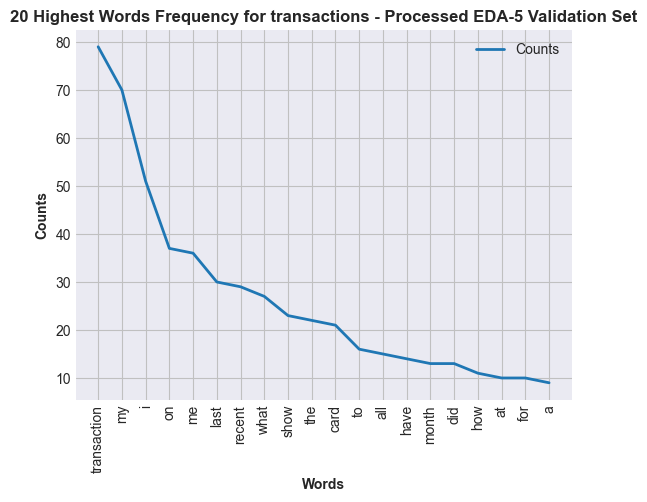 20 Highest Words Frequency for transactions - Processed EDA-5 Validation Set
Counts
80
70
60
50
40
30
20
10
Counts
transaction
my
i
on
me
last
recent
what
show
the
card
to
all
have
month
did
how
at
for
a
Words